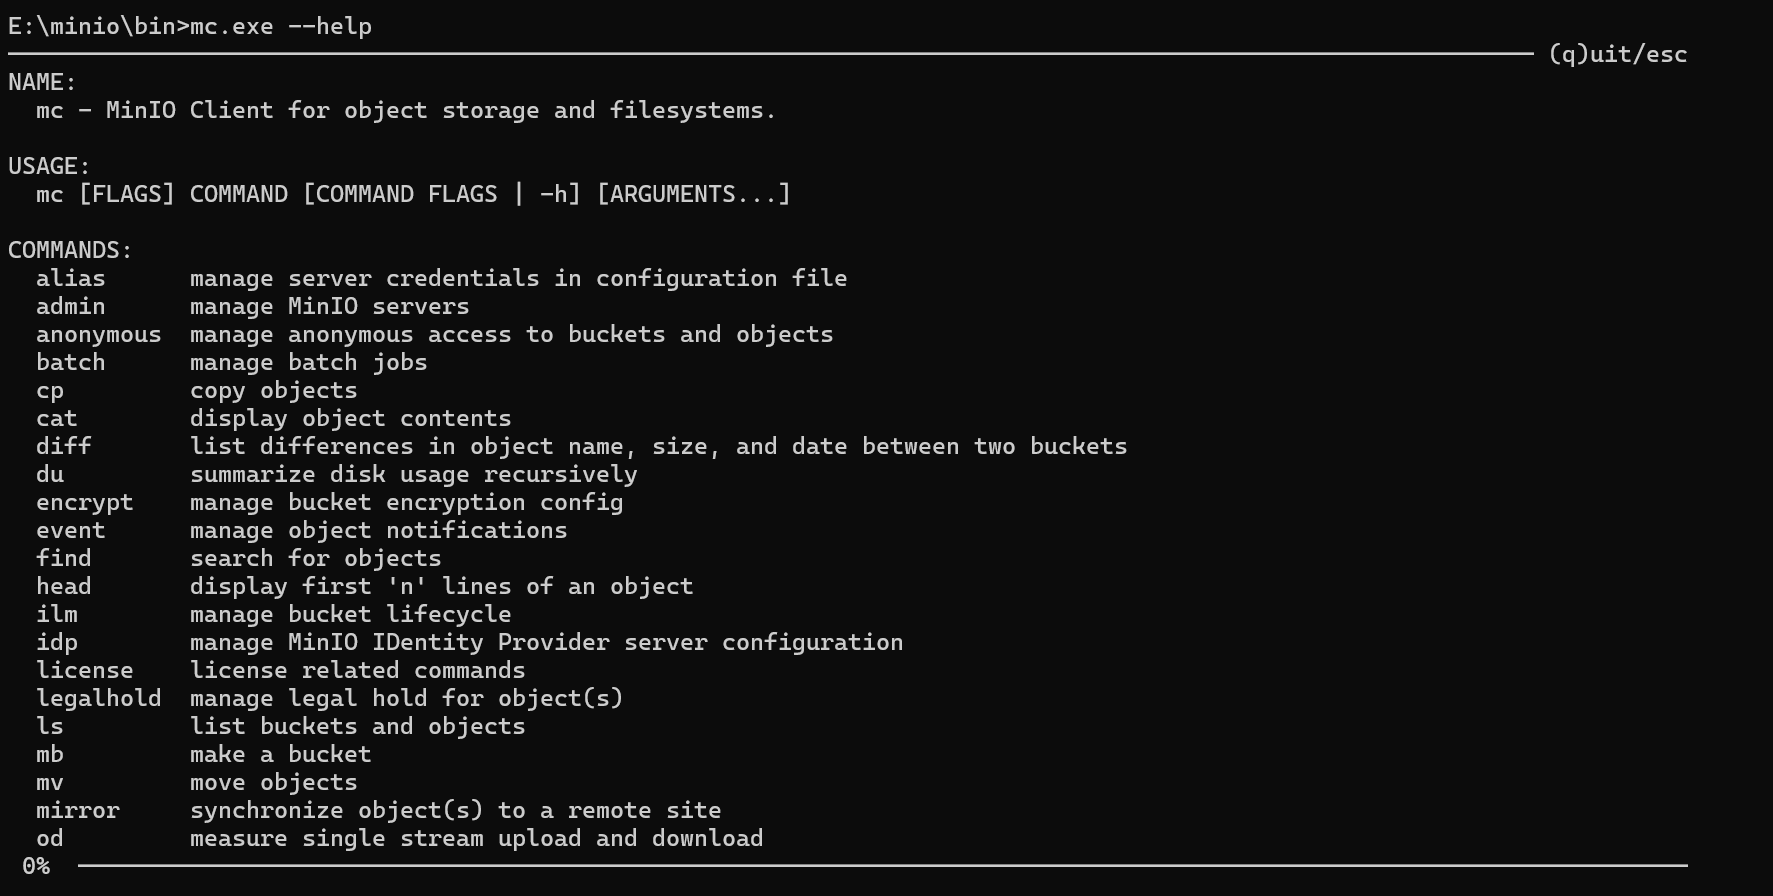 E:\minio\bin>mc.exe --help
(q)uit/esc
NAME:
  mc - MinIO Client for object storage and filesystems.

USAGE:
  mc [FLAGS] COMMAND [COMMAND FLAGS | -h] [ARGUMENTS...]

COMMANDS:
  alias      manage server credentials in configuration file
  admin      manage MinIO servers
  anonymous  manage anonymous access to buckets and objects
  batch      manage batch jobs
  cp         copy objects
  cat        display object contents
  diff       list differences in object name, size, and date between two buckets
  du         summarize disk usage recursively
  encrypt    manage bucket encryption config
  event      manage object notifications
  find       search for objects
  head       display first 'n' lines of an object
  ilm        manage bucket lifecycle
  idp        manage MinIO IDentity Provider server configuration
  license    license related commands
  legalhold  manage legal hold for object(s)
  ls         list buckets and objects
  mb         make a bucket
  mv         move objects
  mirror     synchronize object(s) to a remote site
  od         measure single stream upload and download
 0%